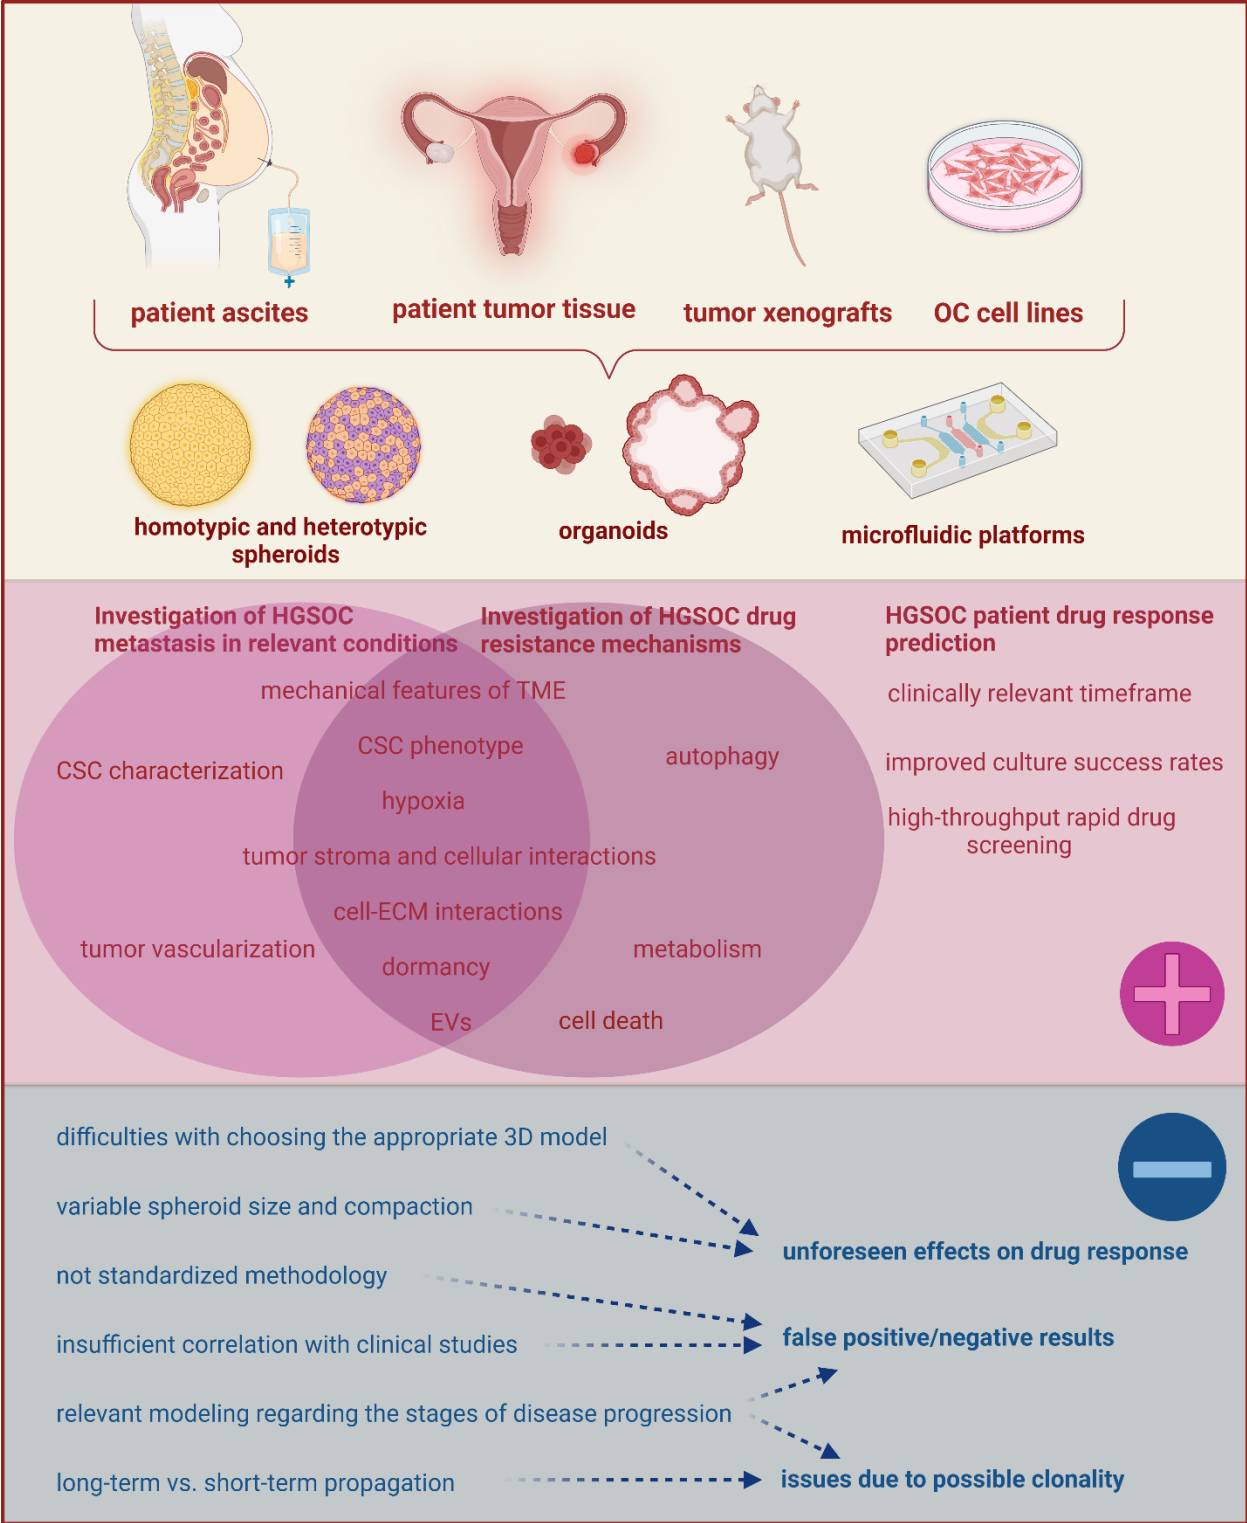 patient ascites
patient tumor tissue
tumor xenografts
OC cell lines
homotypic and heterotypic
spheroids
organoids
microfluidic platforms
Investigation of HGSOC
metastasis in relevant conditions
Investigation of HGSOC drug
resistance mechanisms
HGSOC patient drug response
prediction
mechanical features of TME
CSC phenotype
CSC characterization
hypoxia
tumor stroma and cellular interactions
cell-ECM interactions
tumor vascularization
dormancy
EVs
autophagy
metabolism
cell death
clinically relevant timeframe
improved culture success rates
high-throughput rapid drug
screening
difficulties with choosing the appropriate 3D model
variable spheroid size and compaction
not standardized methodology
insufficient correlation with clinical studies
relevant modeling regarding the stages of disease progression
long-term vs. short-term propagation
unforeseen effects on drug response
false positive/negative results
issues due to possible clonality